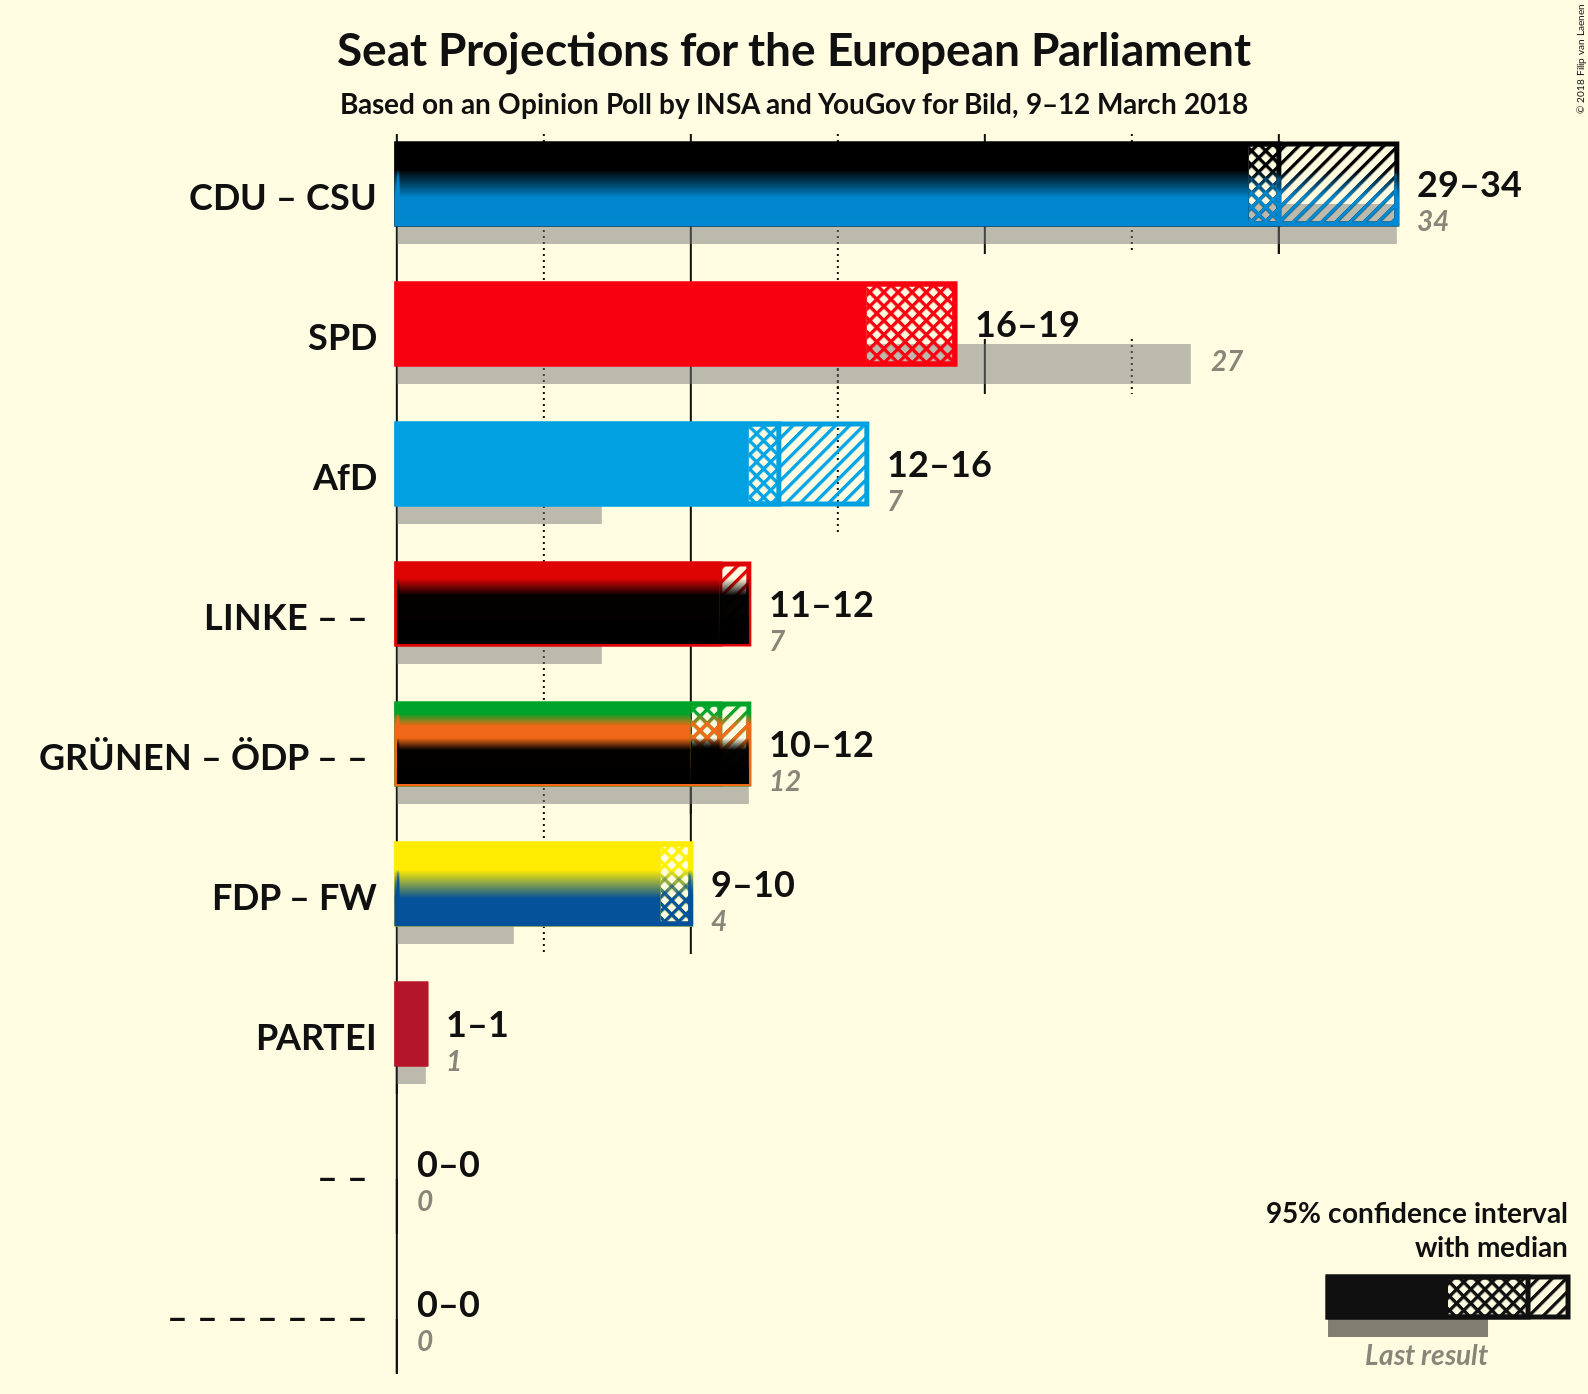 Seat Projections for the European Parliament
Based on an Opinion Poll by INSA and YouGov for Bild, 9–12 March 2018
© 2018 Filip van Laenen
CDU – CSU
29–34
34
SPD
16–19
27
AfD
12–16
7
LINKE – –
11–12
7
GRÜNEN – ÖDP – –
10–12
12
FDP – FW
9–10
4
PARTEI
1–1
1
– –
0–0
0
– – – – – – –
0–0
0
95% confidence interval
with median
Last result